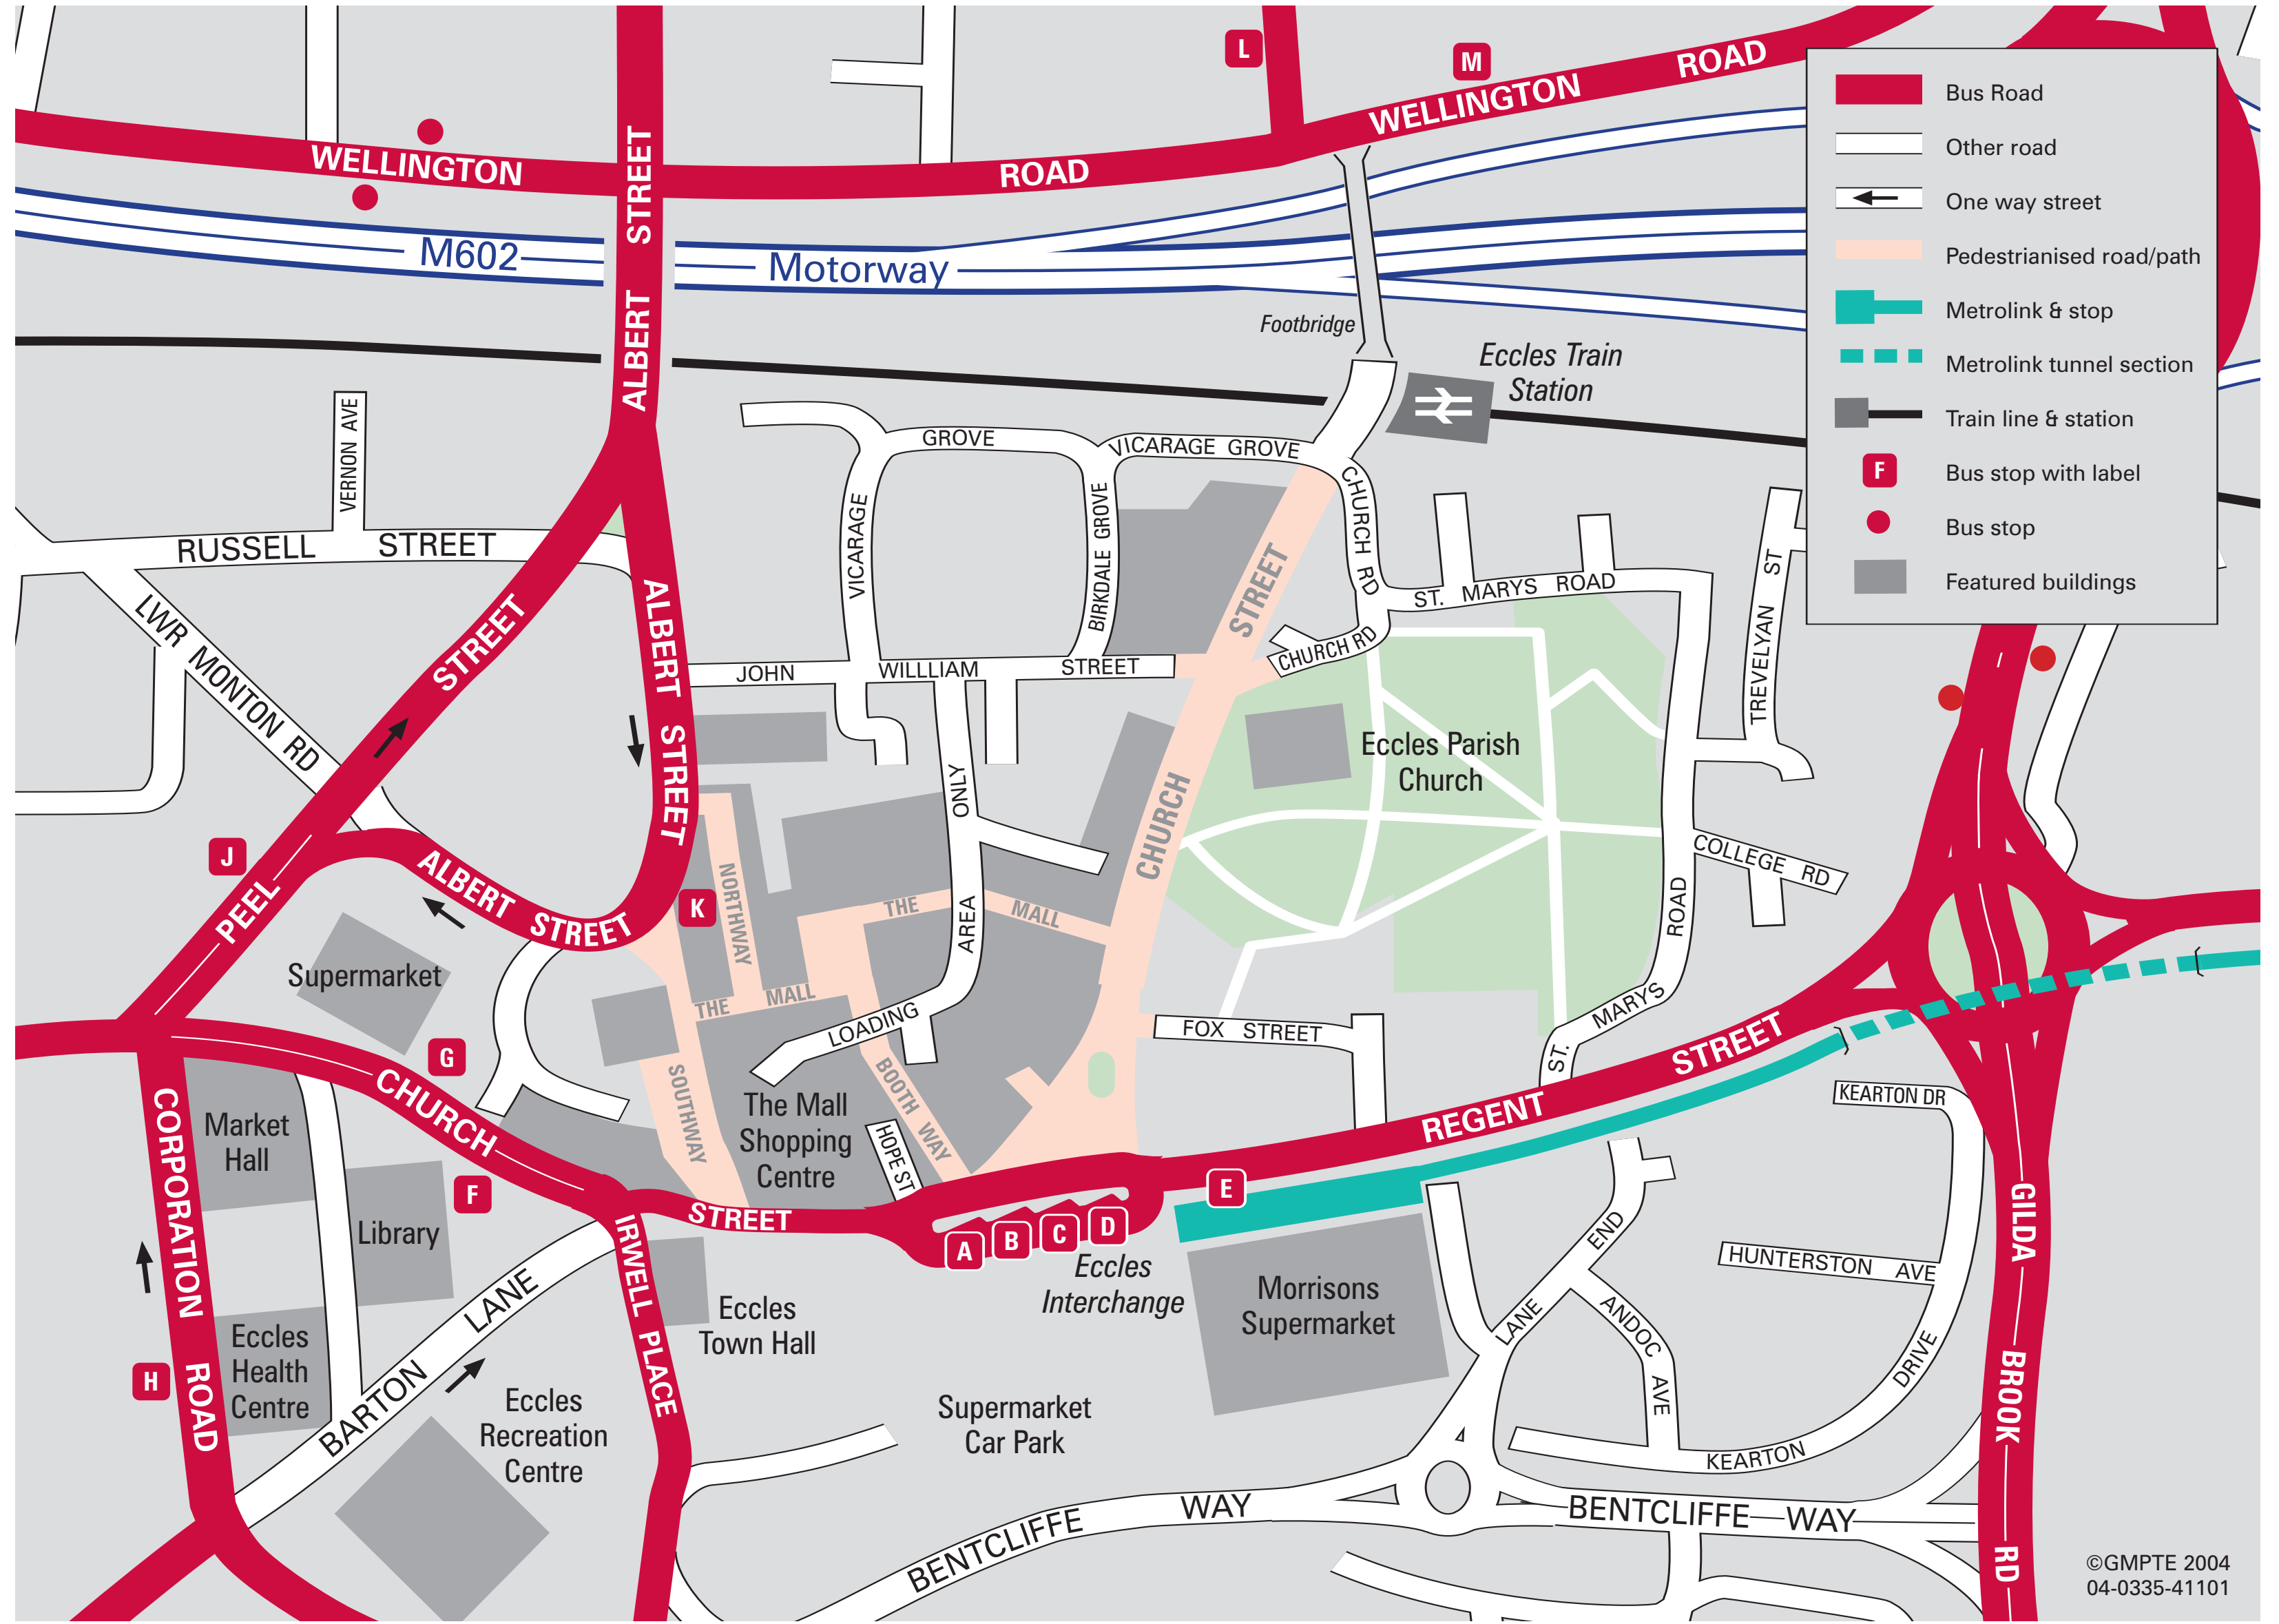 L
M
WELLINGTON ROAD
WELLINGTON ROAD
ALBERT STREET
M602 Motorway
ALBERT
Footbridge
Eccles Train
Station
Bus Road
Other road
One way street
Pedestrianised road/path
Metrolink & stop
Metrolink tunnel section
Train line & station
F
Bus stop with label
Bus stop
Featured buildings
VERNON AVE
RUSSELL STREET
LWR MONTON RD
PEEL STREET
ALBERT STREET
ALBERT STREET
VICARAGE
GROVE
VICARAGE GROVE
BIRKDALE GROVE
CHURCH RD
CHURCH RD
ST. MARYS ROAD
TREVELYAN ST
JOHN WILLLIAM STREET
CHURCH STREET
Eccles Parish
Church
COLLEGE RD
ST. MARYS ROAD
J
K
NORTHWAY
THE MALL
THE MALL
LOADING AREA ONLY
SOUTHWAY
BOOTH WAY
HOPE ST
FOX STREET
Supermarket
G
CHURCH STREET
Market
Hall
F
Library
The Mall
Shopping
Centre
REGENT STREET
KEARTON DR
CORPORATION ROAD
H
Eccles
Health
Centre
BARTON LANE
IRWELL PLACE
Eccles
Town Hall
Eccles
Recreation
Centre
A
B
C
D
E
Eccles
Interchange
Morrisons
Supermarket
Supermarket
Car Park
LANE END
ANDOC AVE
HUNTERSTON AVE
KEARTON DRIVE
GILDA BROOK RD
BENTCLIFFE WAY
BENTCLIFFE WAY
©GMPTE 2004
04-0335-41101